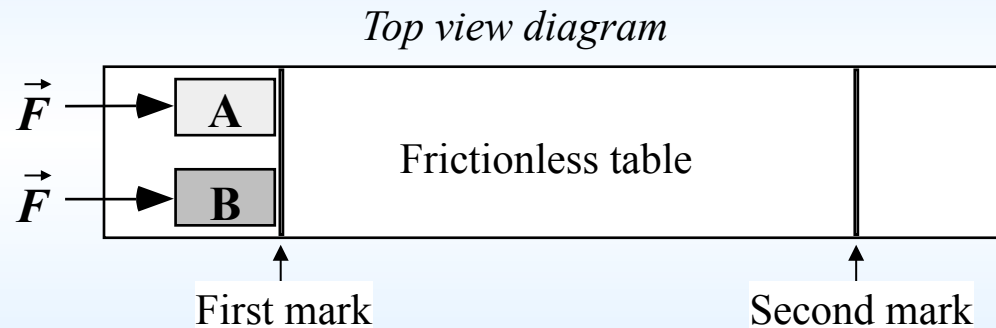 Top view diagram
F
A
Frictionless table
F
B
First mark
Second mark